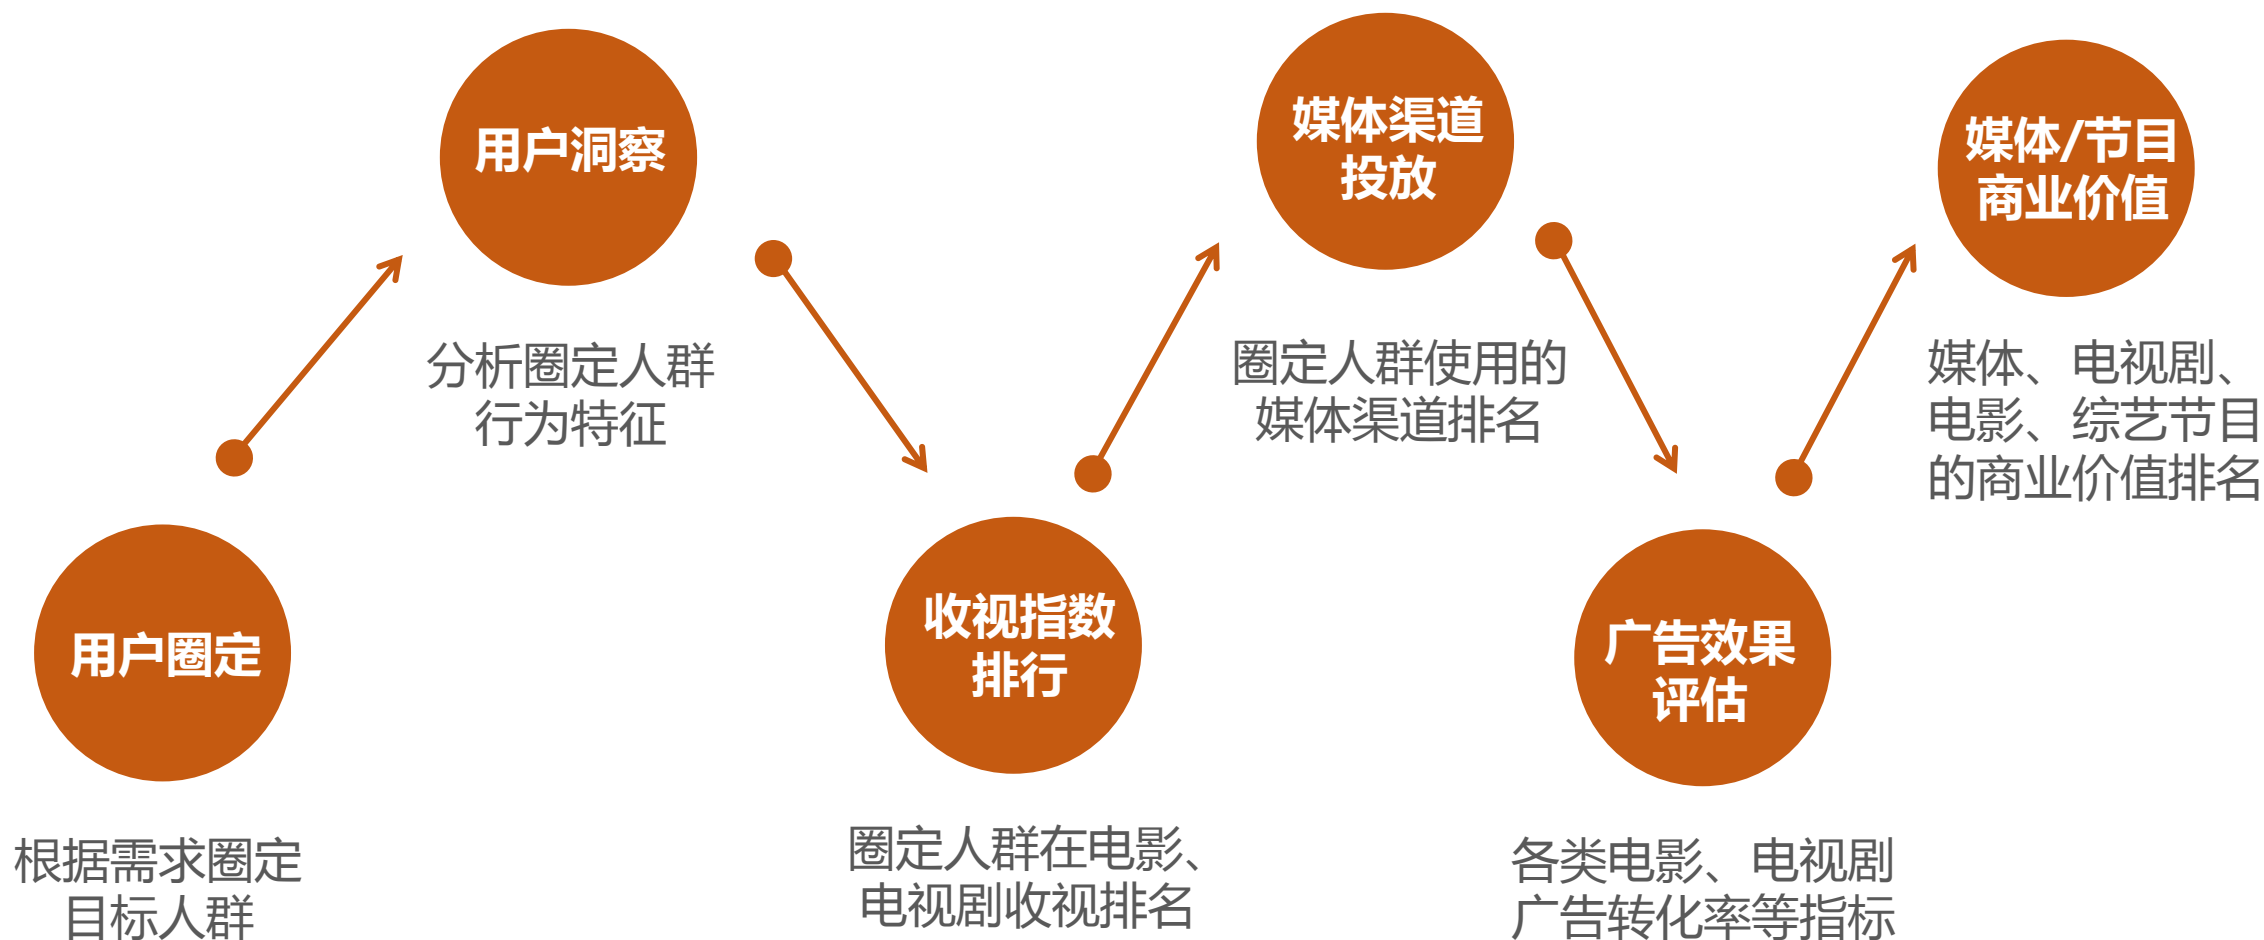 用户圈定
根据需求圈定
目标人群
用户洞察
分析圈定人群
行为特征
收视指数
排行
圈定人群在电影、
电视剧收视排名
媒体渠道
投放
圈定人群使用的
媒体渠道排名
广告效果
评估
各类电影、电视剧
广告转化率等指标
媒体/节目
商业价值
媒体、电视剧、
电影、综艺节目
的商业价值排名